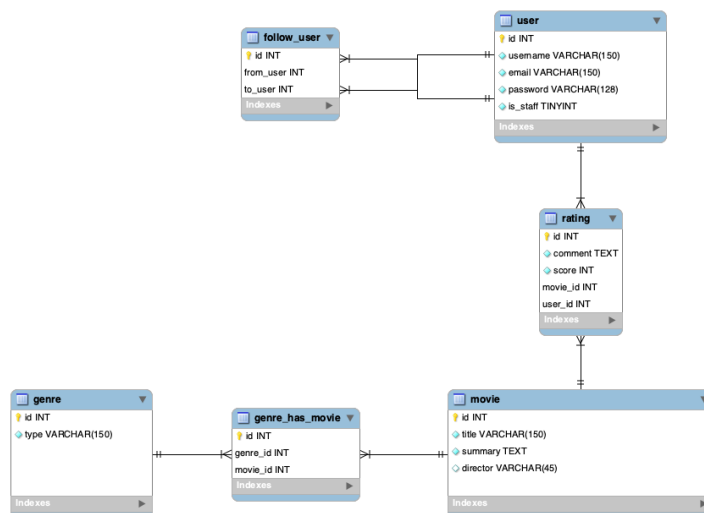 follow_user
id INT
from_user INT
to_user INT
Indexes
user
id INT
username VARCHAR(150)
email VARCHAR(150)
password VARCHAR(128)
is_staff TINYINT
Indexes
rating
id INT
comment TEXT
score INT
movie_id INT
user_id INT
Indexes
genre
id INT
type VARCHAR(150)
Indexes
genre_has_movie
id INT
genre_id INT
movie_id INT
Indexes
movie
id INT
title VARCHAR(150)
summary TEXT
director VARCHAR(45)
Indexes